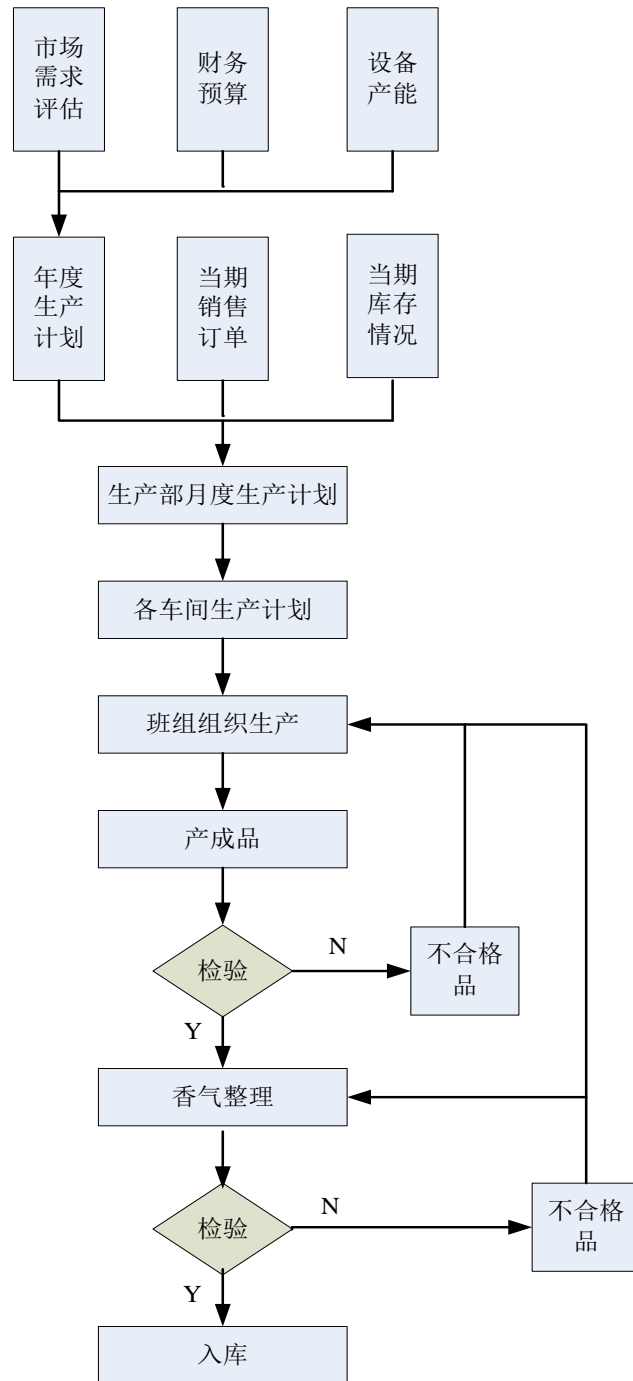 市场
需求
评估
财务
预算
设备
产能
年度
生产
计划
当期
销售
订单
当期
库存
情况
生产部月度生产计划
各车间生产计划
班组组织生产
产成品
检验
N
不合格
品
Y
香气整理
检验
N
不合格
品
Y
入库